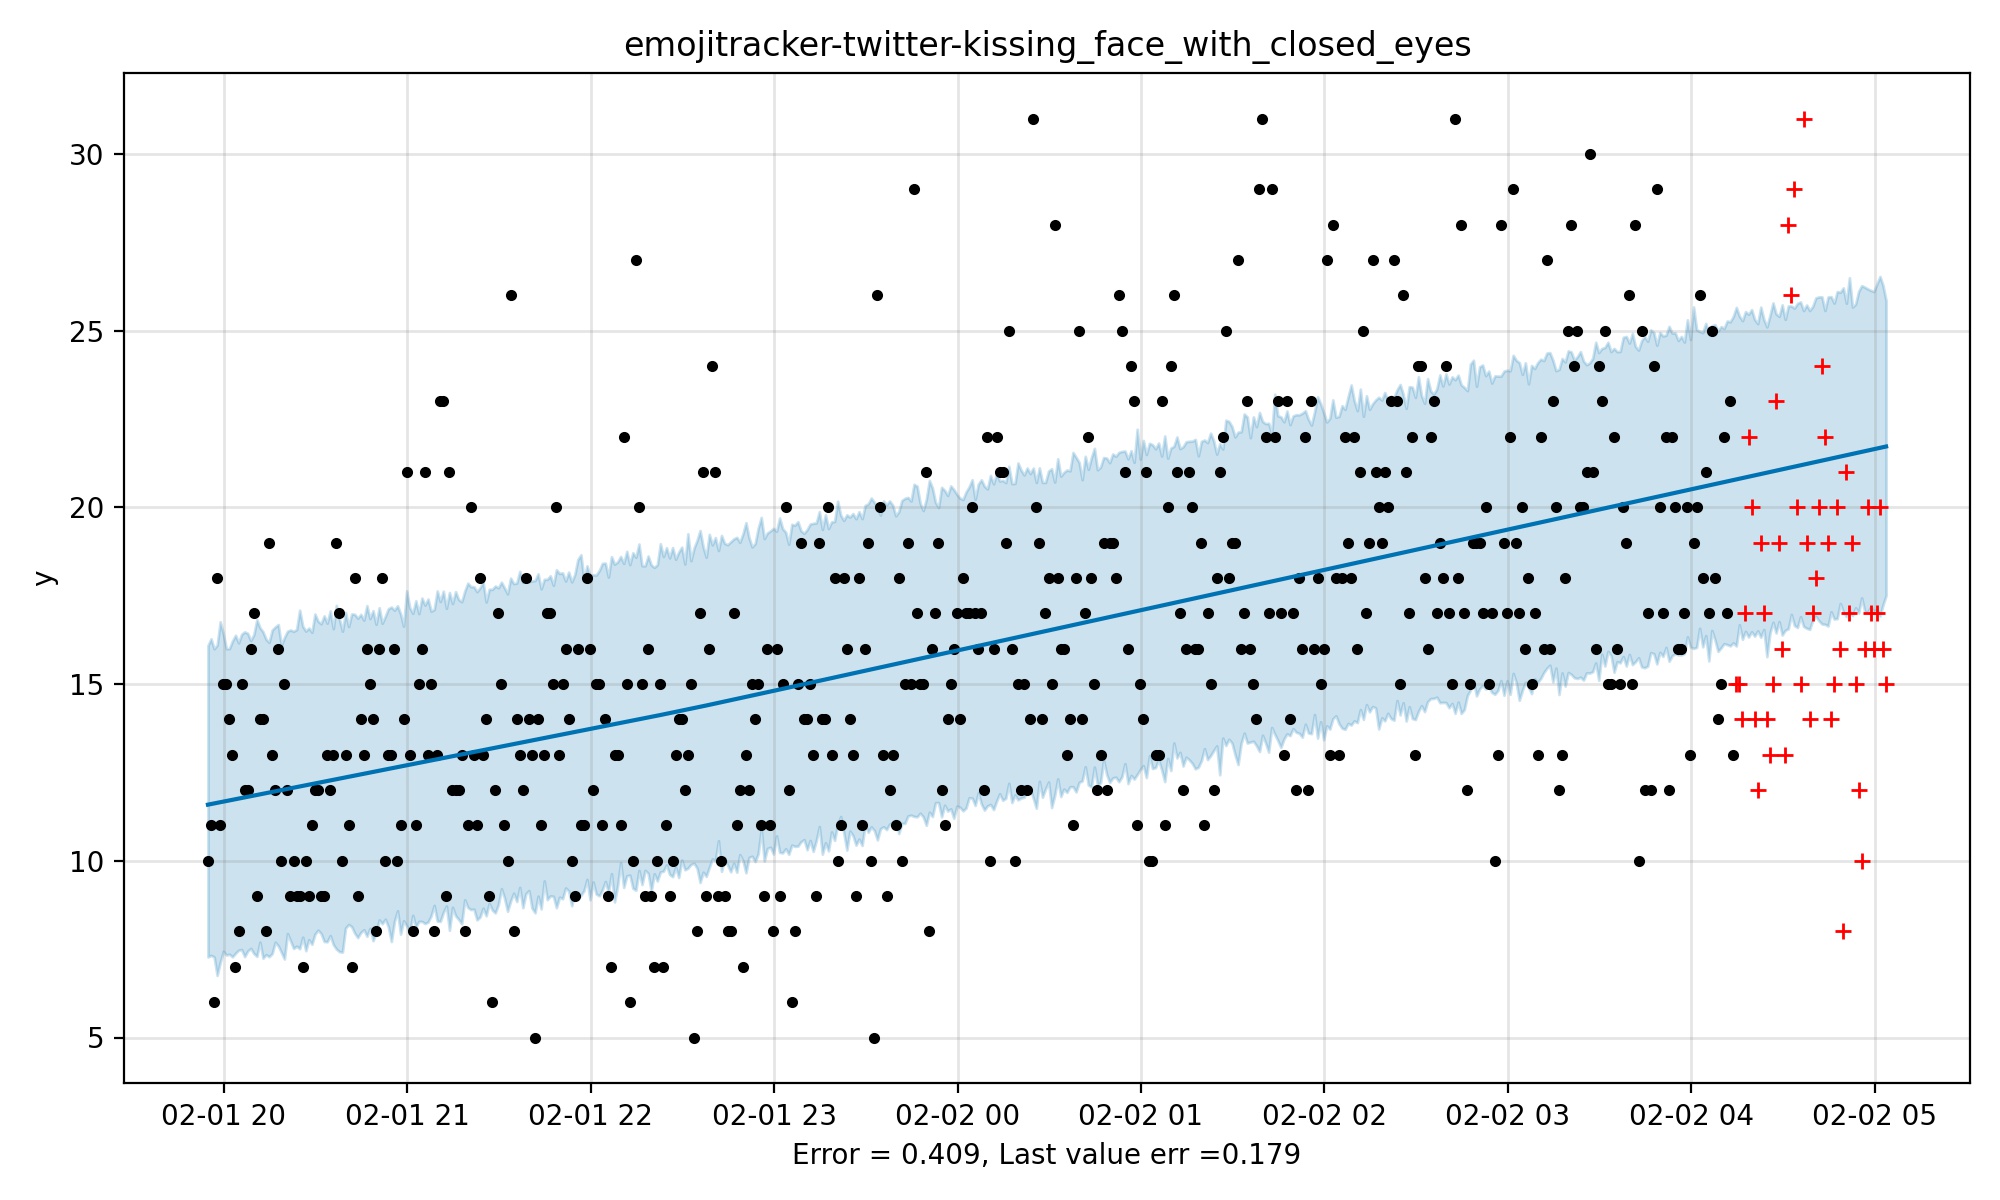 emojitracker-twitter-kissing_face_with_closed_eyes
30
25
20
15
10
5
y
02-01 20 02-01 21 02-01 22 02-01 23 02-02 00 02-02 01 02-02 02 02-02 03 02-02 04 02-02 05
Error = 0.409, Last value err =0.179